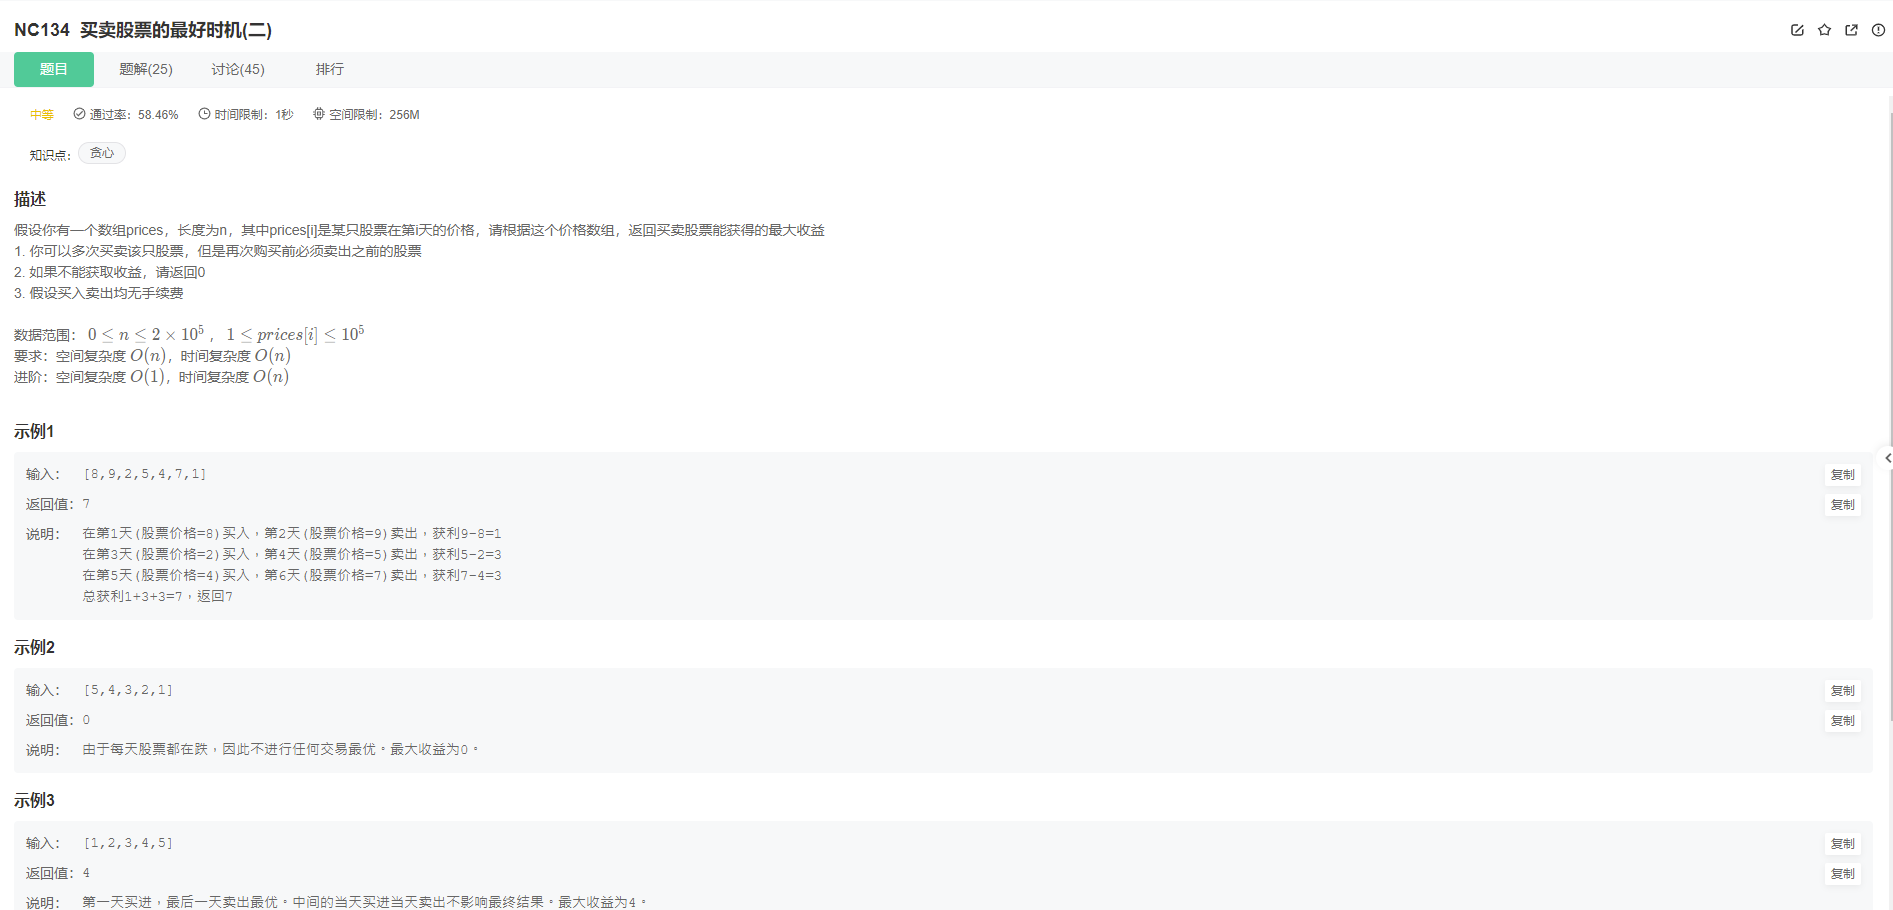 NC134 买卖股票的最好时机(二)
题目 题解(25) 讨论(45) 排行
中等 通过率：58.46% 时间限制：1秒 空间限制：256M
知识点： 贪心
描述
假设你有一个数组prices，长度为n，其中prices[i]是某只股票在第i天的价格，请根据这个价格数组，返回买卖股票能获得的最大收益
1. 你可以多次买卖该只股票，但是再次购买前必须卖出之前的股票
2. 如果不能获取收益，请返回0
3. 假设买入卖出均无手续费
数据范围： 0 ≤ n ≤ 2 × 10^5 ， 1 ≤ prices[i] ≤ 10^5
要求：空间复杂度 O(n)，时间复杂度 O(n)
进阶：空间复杂度 O(1)，时间复杂度 O(n)
示例1
输入： [8,9,2,5,4,7,1] 复制
返回值：7 复制
说明： 在第1天(股票价格=8)买入，第2天(股票价格=9)卖出，获利9-8=1
在第3天(股票价格=2)买入，第4天(股票价格=5)卖出，获利5-2=3
在第5天(股票价格=4)买入，第6天(股票价格=7)卖出，获利7-4=3
总获利1+3+3=7，返回7
示例2
输入： [5,4,3,2,1] 复制
返回值：0 复制
说明： 由于每天股票都在跌，因此不进行任何交易最优。最大收益为0。
示例3
输入： [1,2,3,4,5] 复制
返回值：4 复制
说明： 第一天买进，最后一天卖出最优。中间的当天买进当天卖出不影响最终结果。最大收益为4。